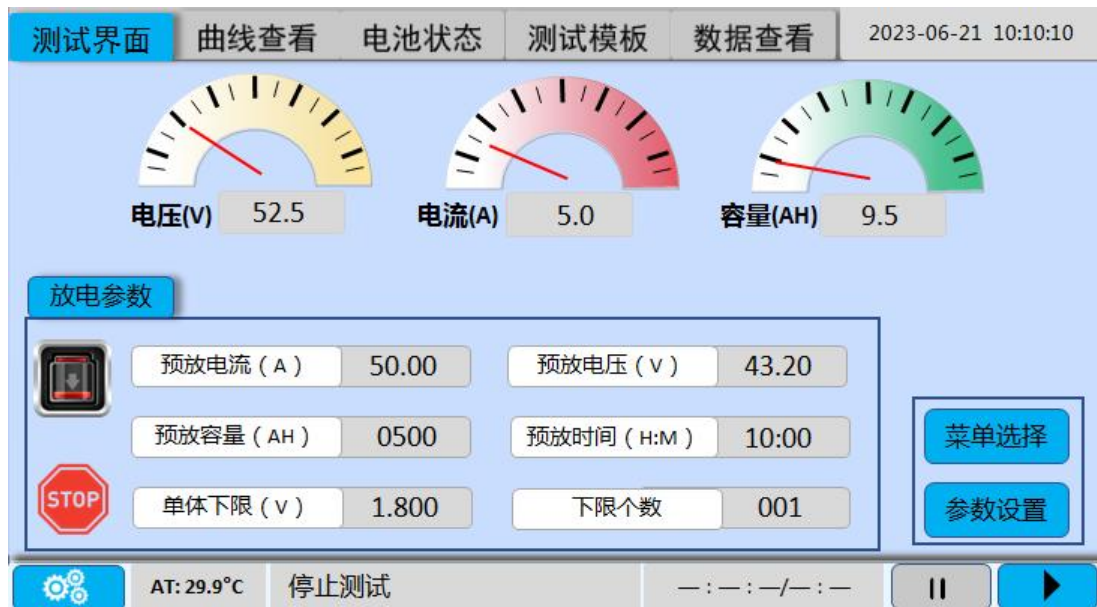 测试界面 曲线查看 电池状态 测试模板 数据查看 2023-06-21 10:10:10
电压(V) 52.5 电流(A) 5.0 容量(AH) 9.5
放电参数
预放电流（A） 50.00 预放电压（V） 43.20
预放容量（AH） 0500 预放时间（H:M） 10:00 菜单选择
STOP 单体下限（V） 1.800 下限个数 001 参数设置
AT: 29.9°C 停止测试 —:—:—/—:—